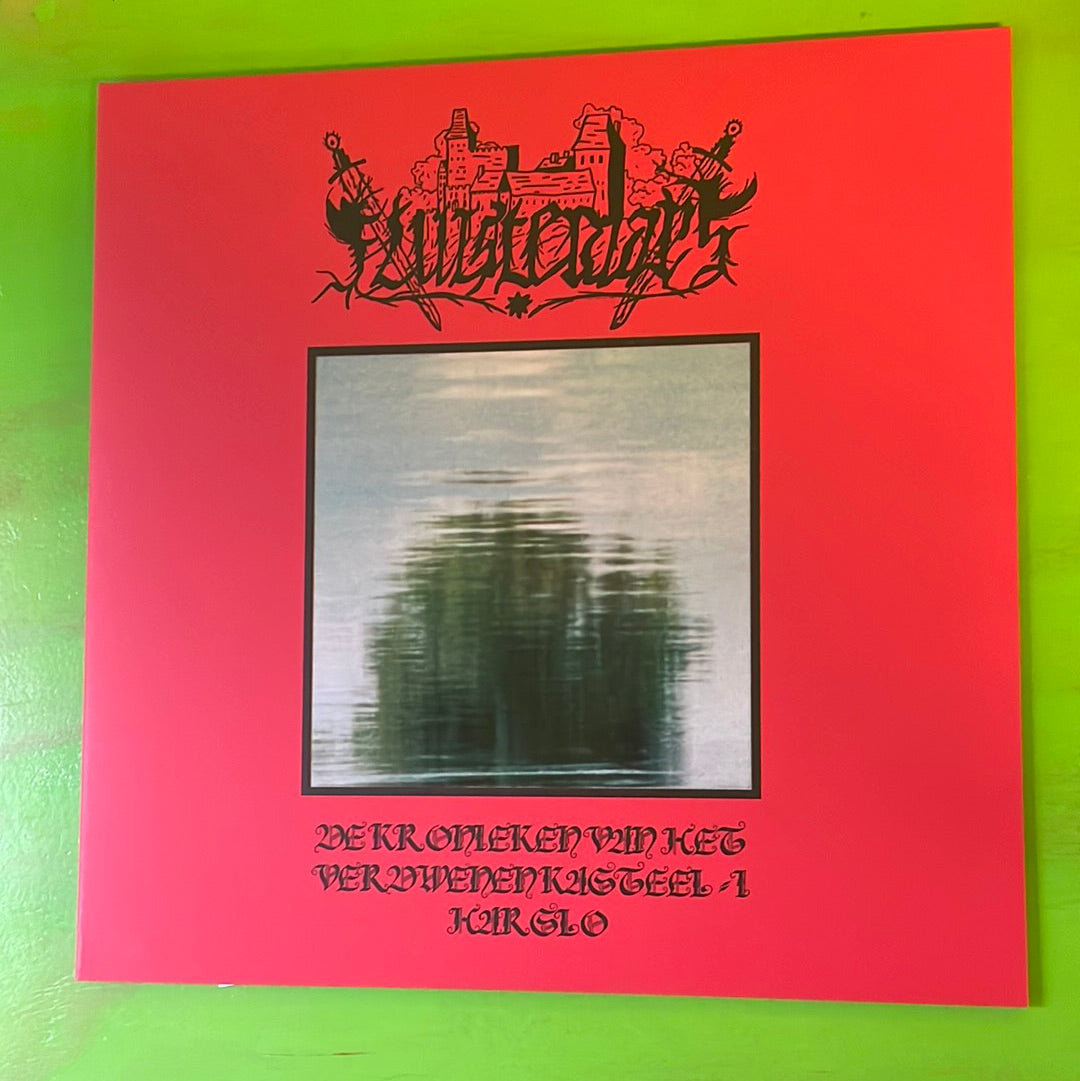 Fluisteraars
DE KRONIEKEN VAN HET
VERDWENEN KASTEEL - I
HARSLO